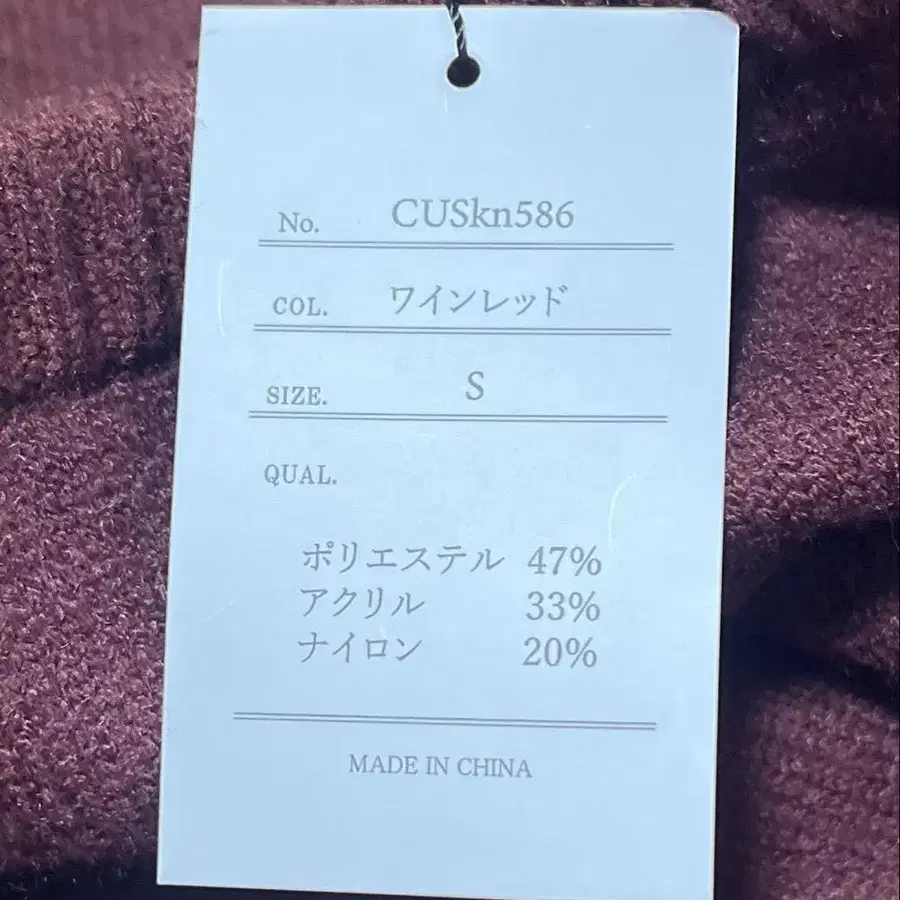 No. CUSkn586
COL. ワインレッド
SIZE. S
QUAL.
ポリエステル 47%
アクリル 33%
ナイロン 20%
MADE IN CHINA